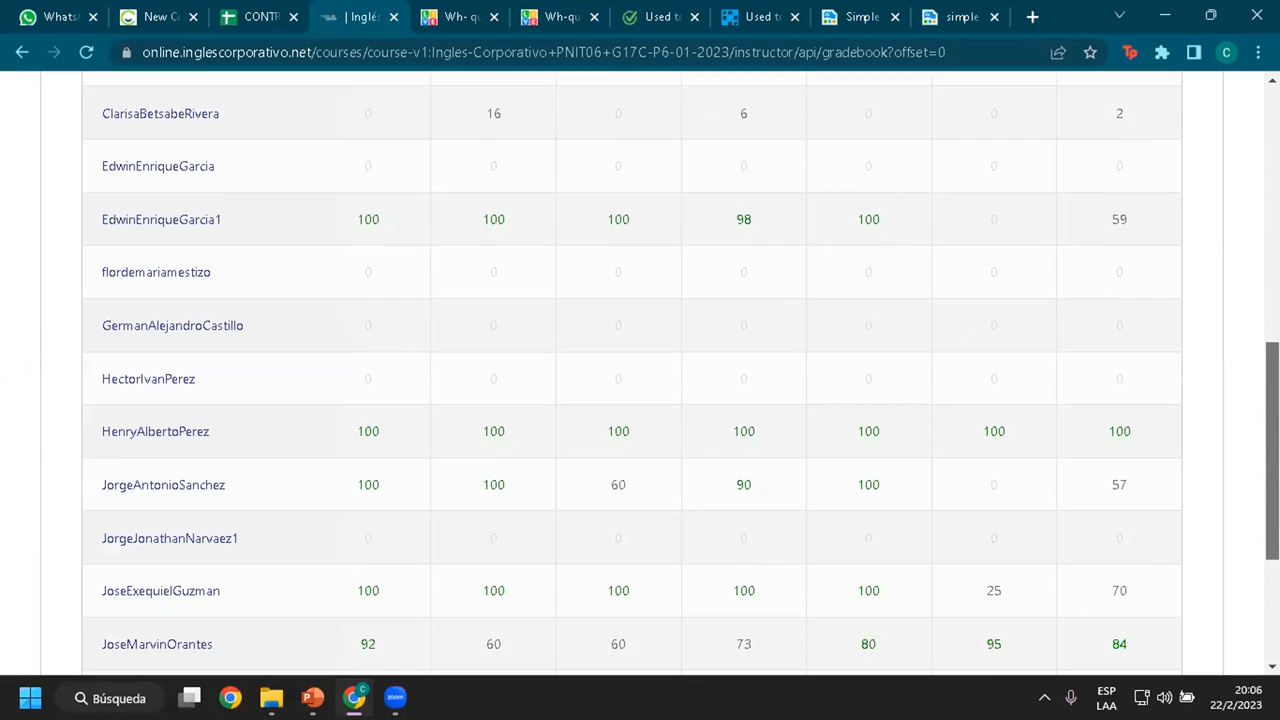 WhatsA
New C
CONTR
| Inglés
Wh- qu
Wh-qu
Used to
Used to
Simple
simple
online.inglescorporativo.net/courses/course-v1:Ingles-Corporativo+PNIT06+G17C-P6-01-2023/instructor/api/gradebook?offset=0
C
ClarisaBetsabeRivera 0 16 0 6 0 0 2
EdwinEnriqueGarcia 0 0 0 0 0 0 0
EdwinEnriqueGarcia1 100 100 100 98 100 0 59
flordemariamestizo 0 0 0 0 0 0 0
GermanAlejandroCastillo 0 0 0 0 0 0 0
HectorIvanPerez 0 0 0 0 0 0 0
HenryAlbertoPerez 100 100 100 100 100 100 100
JorgeAntonioSanchez 100 100 60 90 100 0 57
JorgeJonathanNarvaez1 0 0 0 0 0 0 0
JoseExequielGuzman 100 100 100 100 100 25 70
JoseMarvinOrantes 92 60 60 73 80 95 84
Búsqueda
zoom
ESP
LAA
20:06
22/2/2023